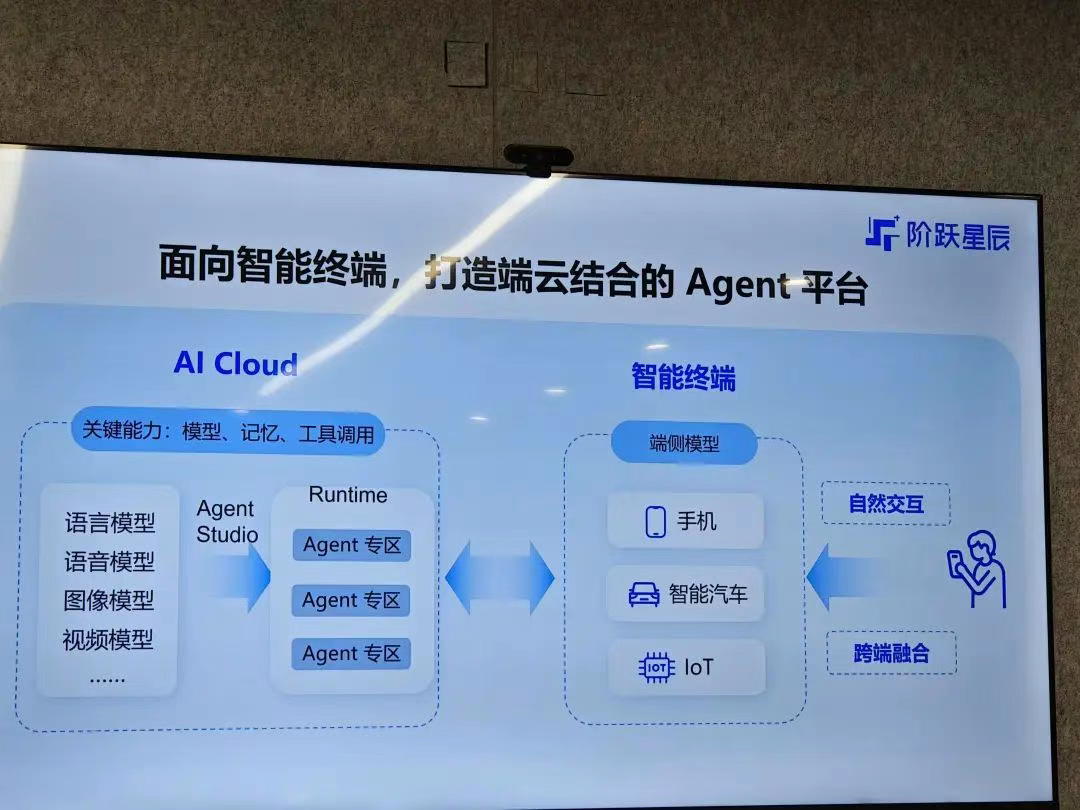 阶跃星辰
面向智能终端，打造端云结合的 Agent 平台
AI Cloud
关键能力：模型、记忆、工具调用
语言模型
语音模型
图像模型
视频模型
......
Agent
Studio
Runtime
Agent 专区
Agent 专区
Agent 专区
智能终端
端侧模型
手机
智能汽车
IOT
IoT
自然交互
跨端融合